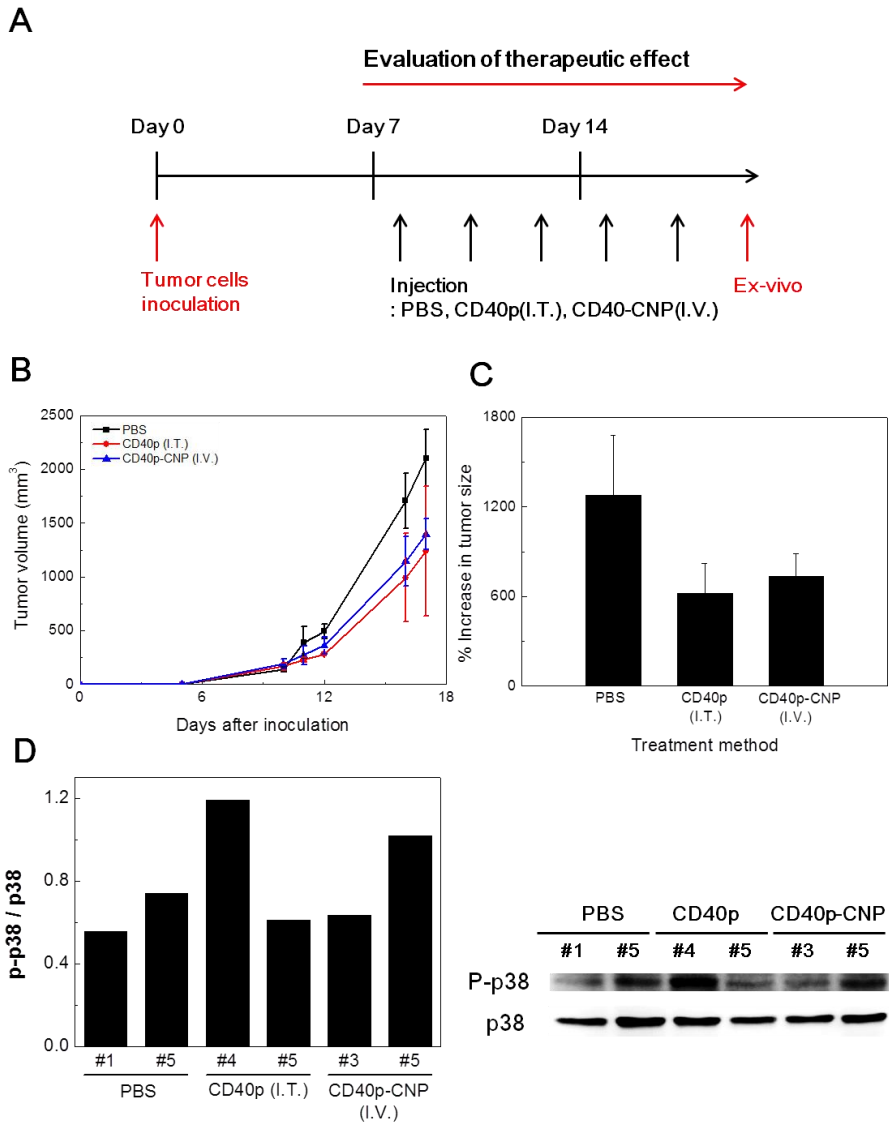 A
Evaluation of therapeutic effect
Day 0
Day 7
Day 14
Tumor cells
inoculation
Injection
: PBS, CD40p(I.T.), CD40-CNP(I.V.)
Ex-vivo
B
2500
2000
1500
1000
500
0
0
6
12
18
Tumor volume (mm³)
Days after inoculation
PBS
CD40p (I.T.)
CD40p-CNP (I.V.)
C
1800
1200
600
0
% Increase in tumor size
PBS
CD40p
(I.T.)
CD40p-CNP
(I.V.)
Treatment method
D
1.2
0.8
0.4
0.0
p-p38 / p38
#1
#5
#4
#5
#3
#5
PBS
CD40p (I.T.)
CD40p-CNP
(I.V.)
PBS
CD40p
CD40p-CNP
#1
#5
#4
#5
#3
#5
P-p38
p38